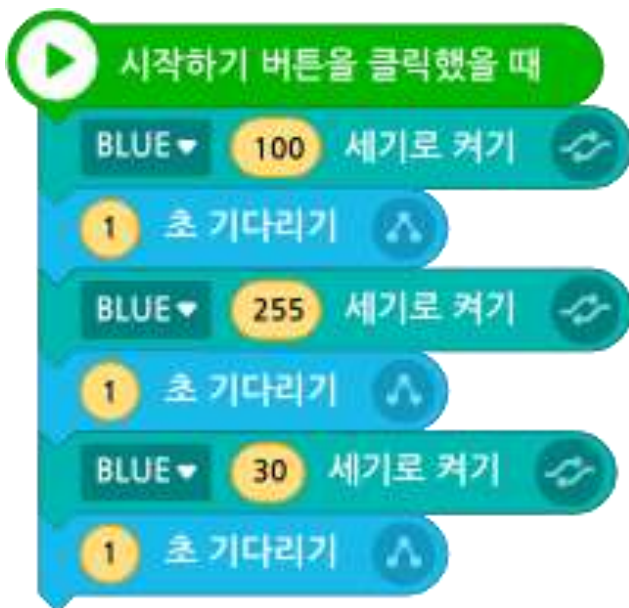 시작하기 버튼을 클릭했을 때
BLUE 100 세기로 켜기
1 초 기다리기
BLUE 255 세기로 켜기
1 초 기다리기
BLUE 30 세기로 켜기
1 초 기다리기